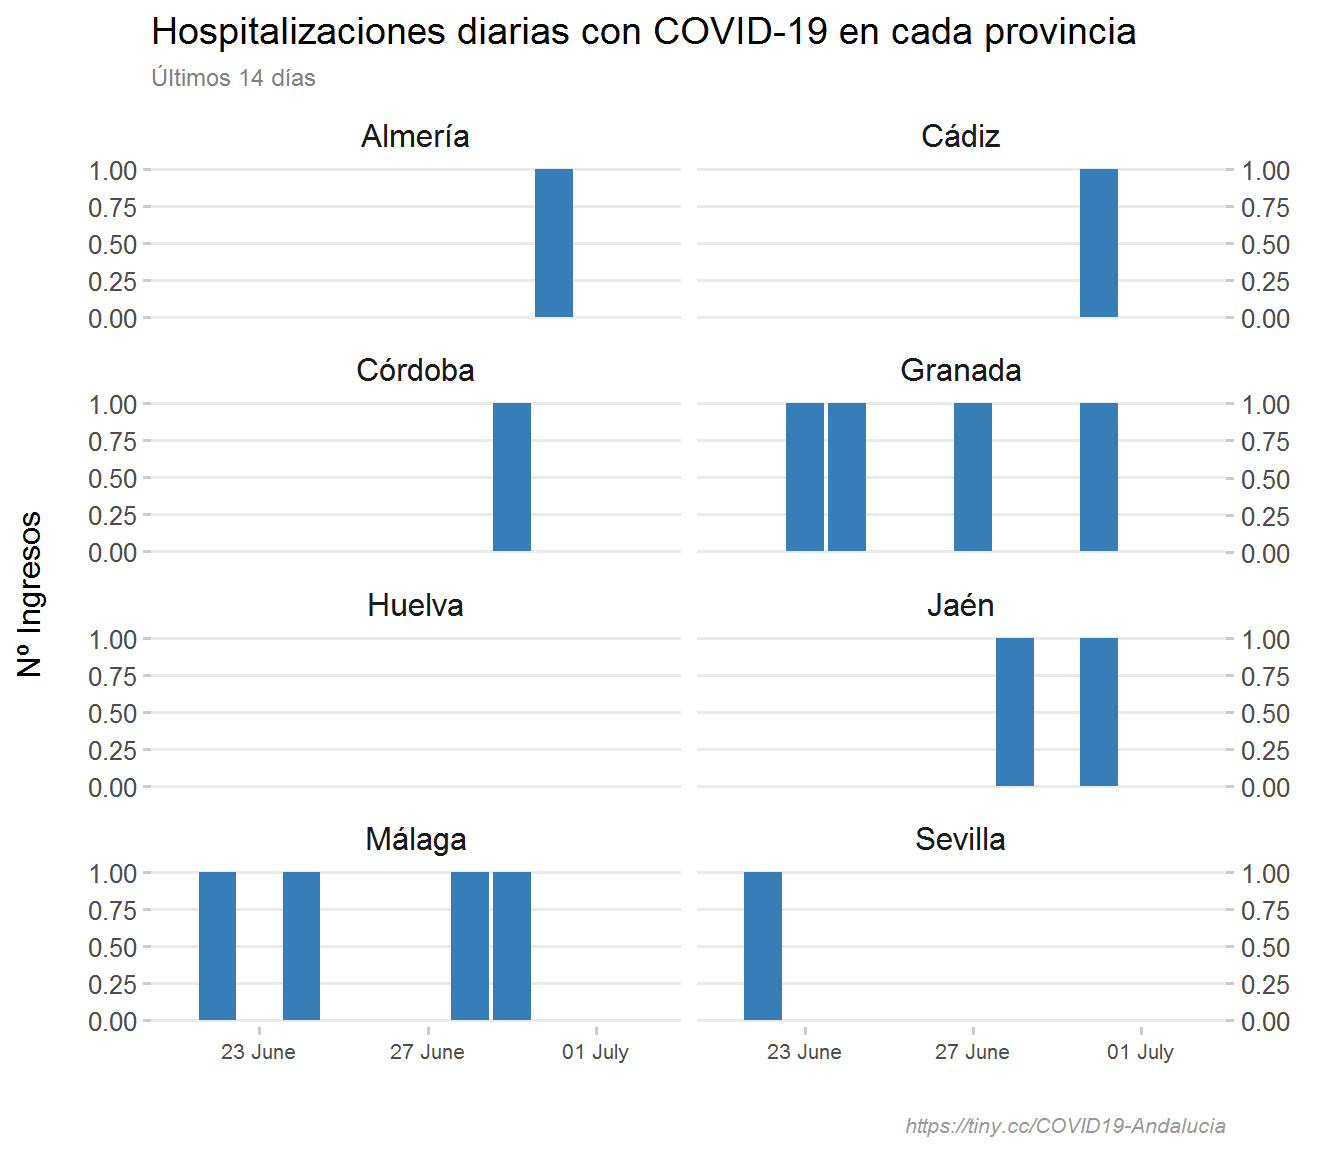 Hospitalizaciones diarias con COVID-19 en cada provincia
Últimos 14 días
Almería Cádiz
1.00 1.00
0.75 0.75
0.50 0.50
0.25 0.25
0.00 0.00
Córdoba Granada
1.00 1.00
0.75 0.75
0.50 0.50
0.25 0.25
0.00 0.00
Nº Ingresos
Huelva Jaén
1.00 1.00
0.75 0.75
0.50 0.50
0.25 0.25
0.00 0.00
Málaga Sevilla
1.00 1.00
0.75 0.75
0.50 0.50
0.25 0.25
0.00 0.00
23 June 27 June 01 July 23 June 27 June 01 July
https://tiny.cc/COVID19-Andalucia